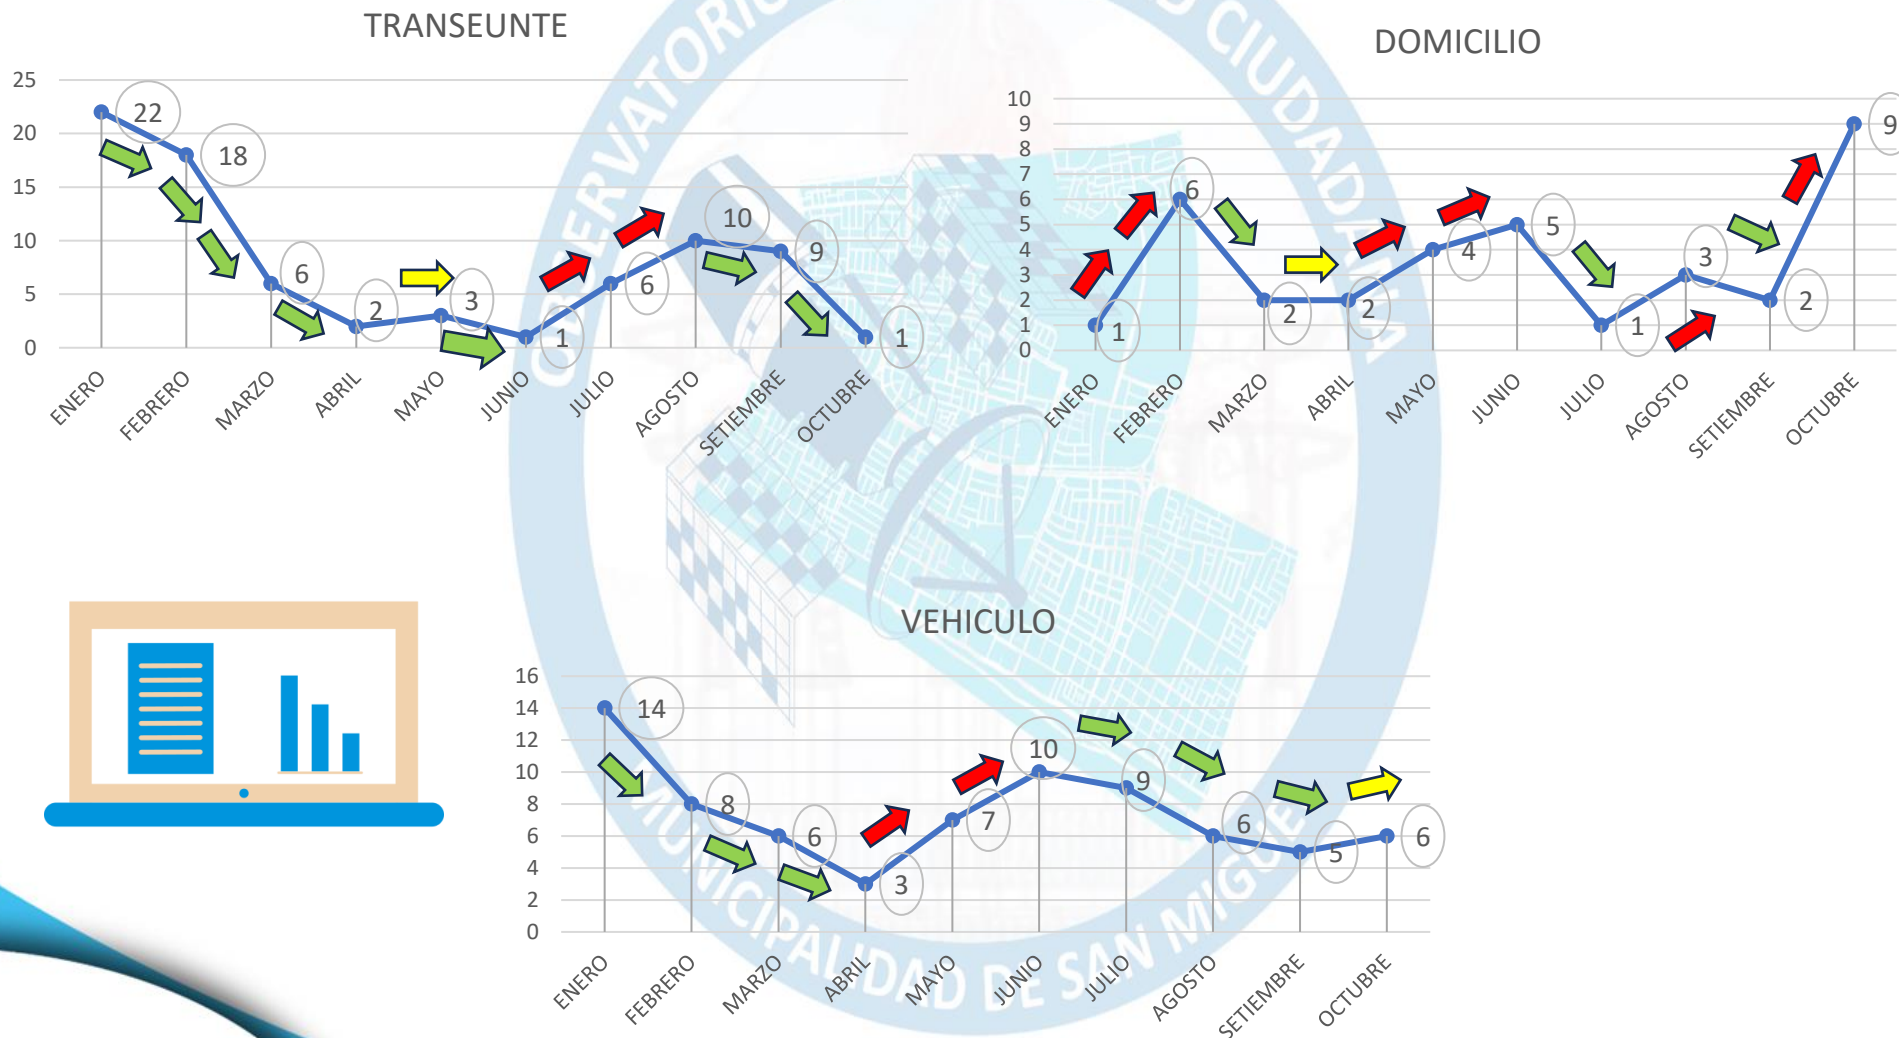 TRANSEUNTE
25
20
15
10
5
0
22
18
6
2
3
1
6
10
9
1
ENERO
FEBRERO
MARZO
ABRIL
MAYO
JUNIO
JULIO
AGOSTO
SETIEMBRE
OCTUBRE
DOMICILIO
10
9
8
7
6
5
4
3
2
1
0
1
6
2
2
4
5
1
3
2
9
ENERO
FEBRERO
MARZO
ABRIL
MAYO
JUNIO
JULIO
AGOSTO
SETIEMBRE
OCTUBRE
VEHICULO
16
14
12
10
8
6
4
2
0
14
8
6
3
7
10
9
6
5
6
ENERO
FEBRERO
MARZO
ABRIL
MAYO
JUNIO
JULIO
AGOSTO
SETIEMBRE
OCTUBRE
MUNICIPALIDAD DE SAN MIGUEL